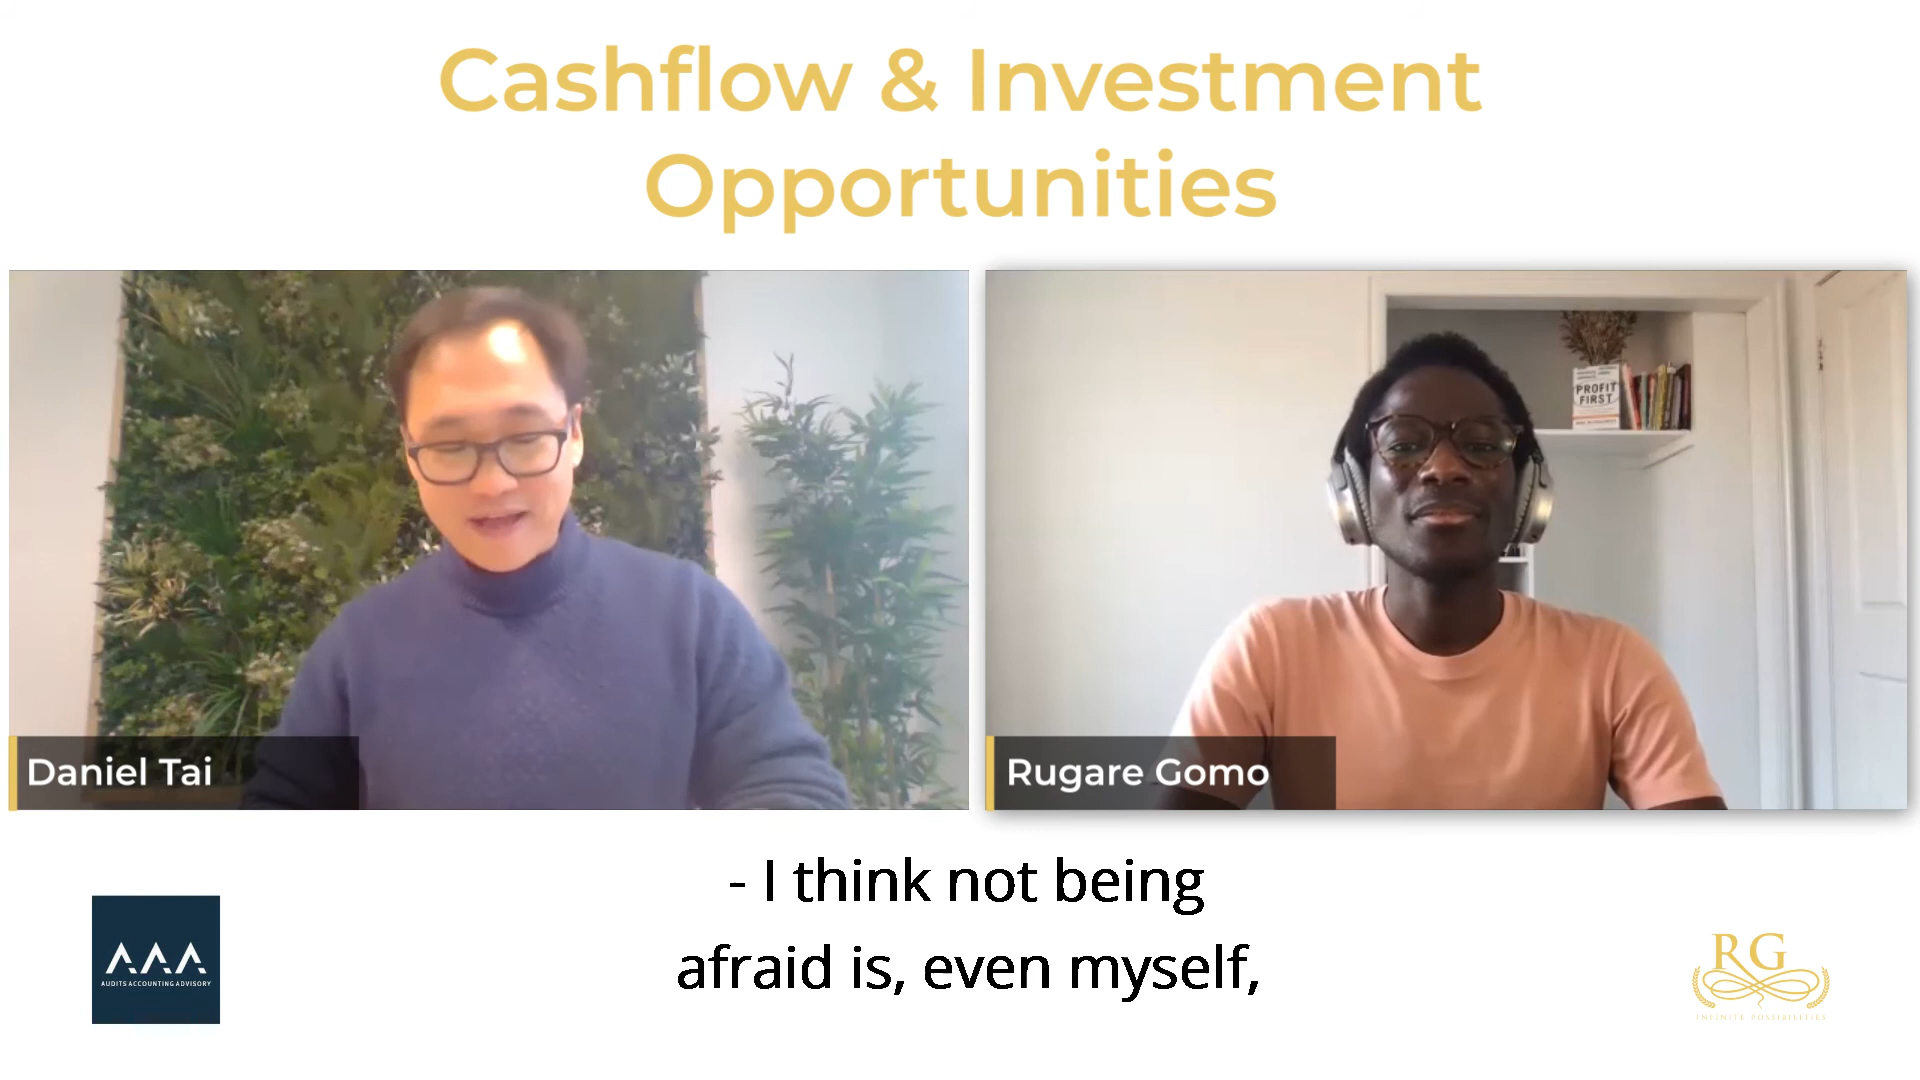 Cashflow & Investment
Opportunities
PROFIT
FIRST
Daniel Tai
Rugare Gomo
- I think not being
afraid is, even myself,
AAA
AUDITS ACCOUNTING ADVISORY
RG
INFINITE POSSIBILITIES